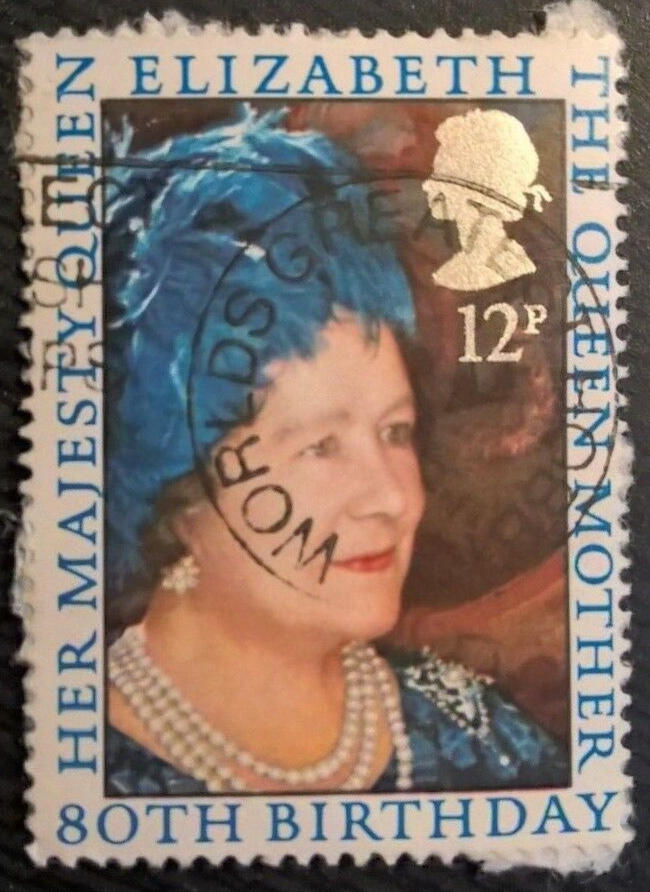 HER MAJESTY QUEEN
ELIZABETH
THE QUEEN MOTHER
80TH BIRTHDAY
12P
WORLDS GREAT